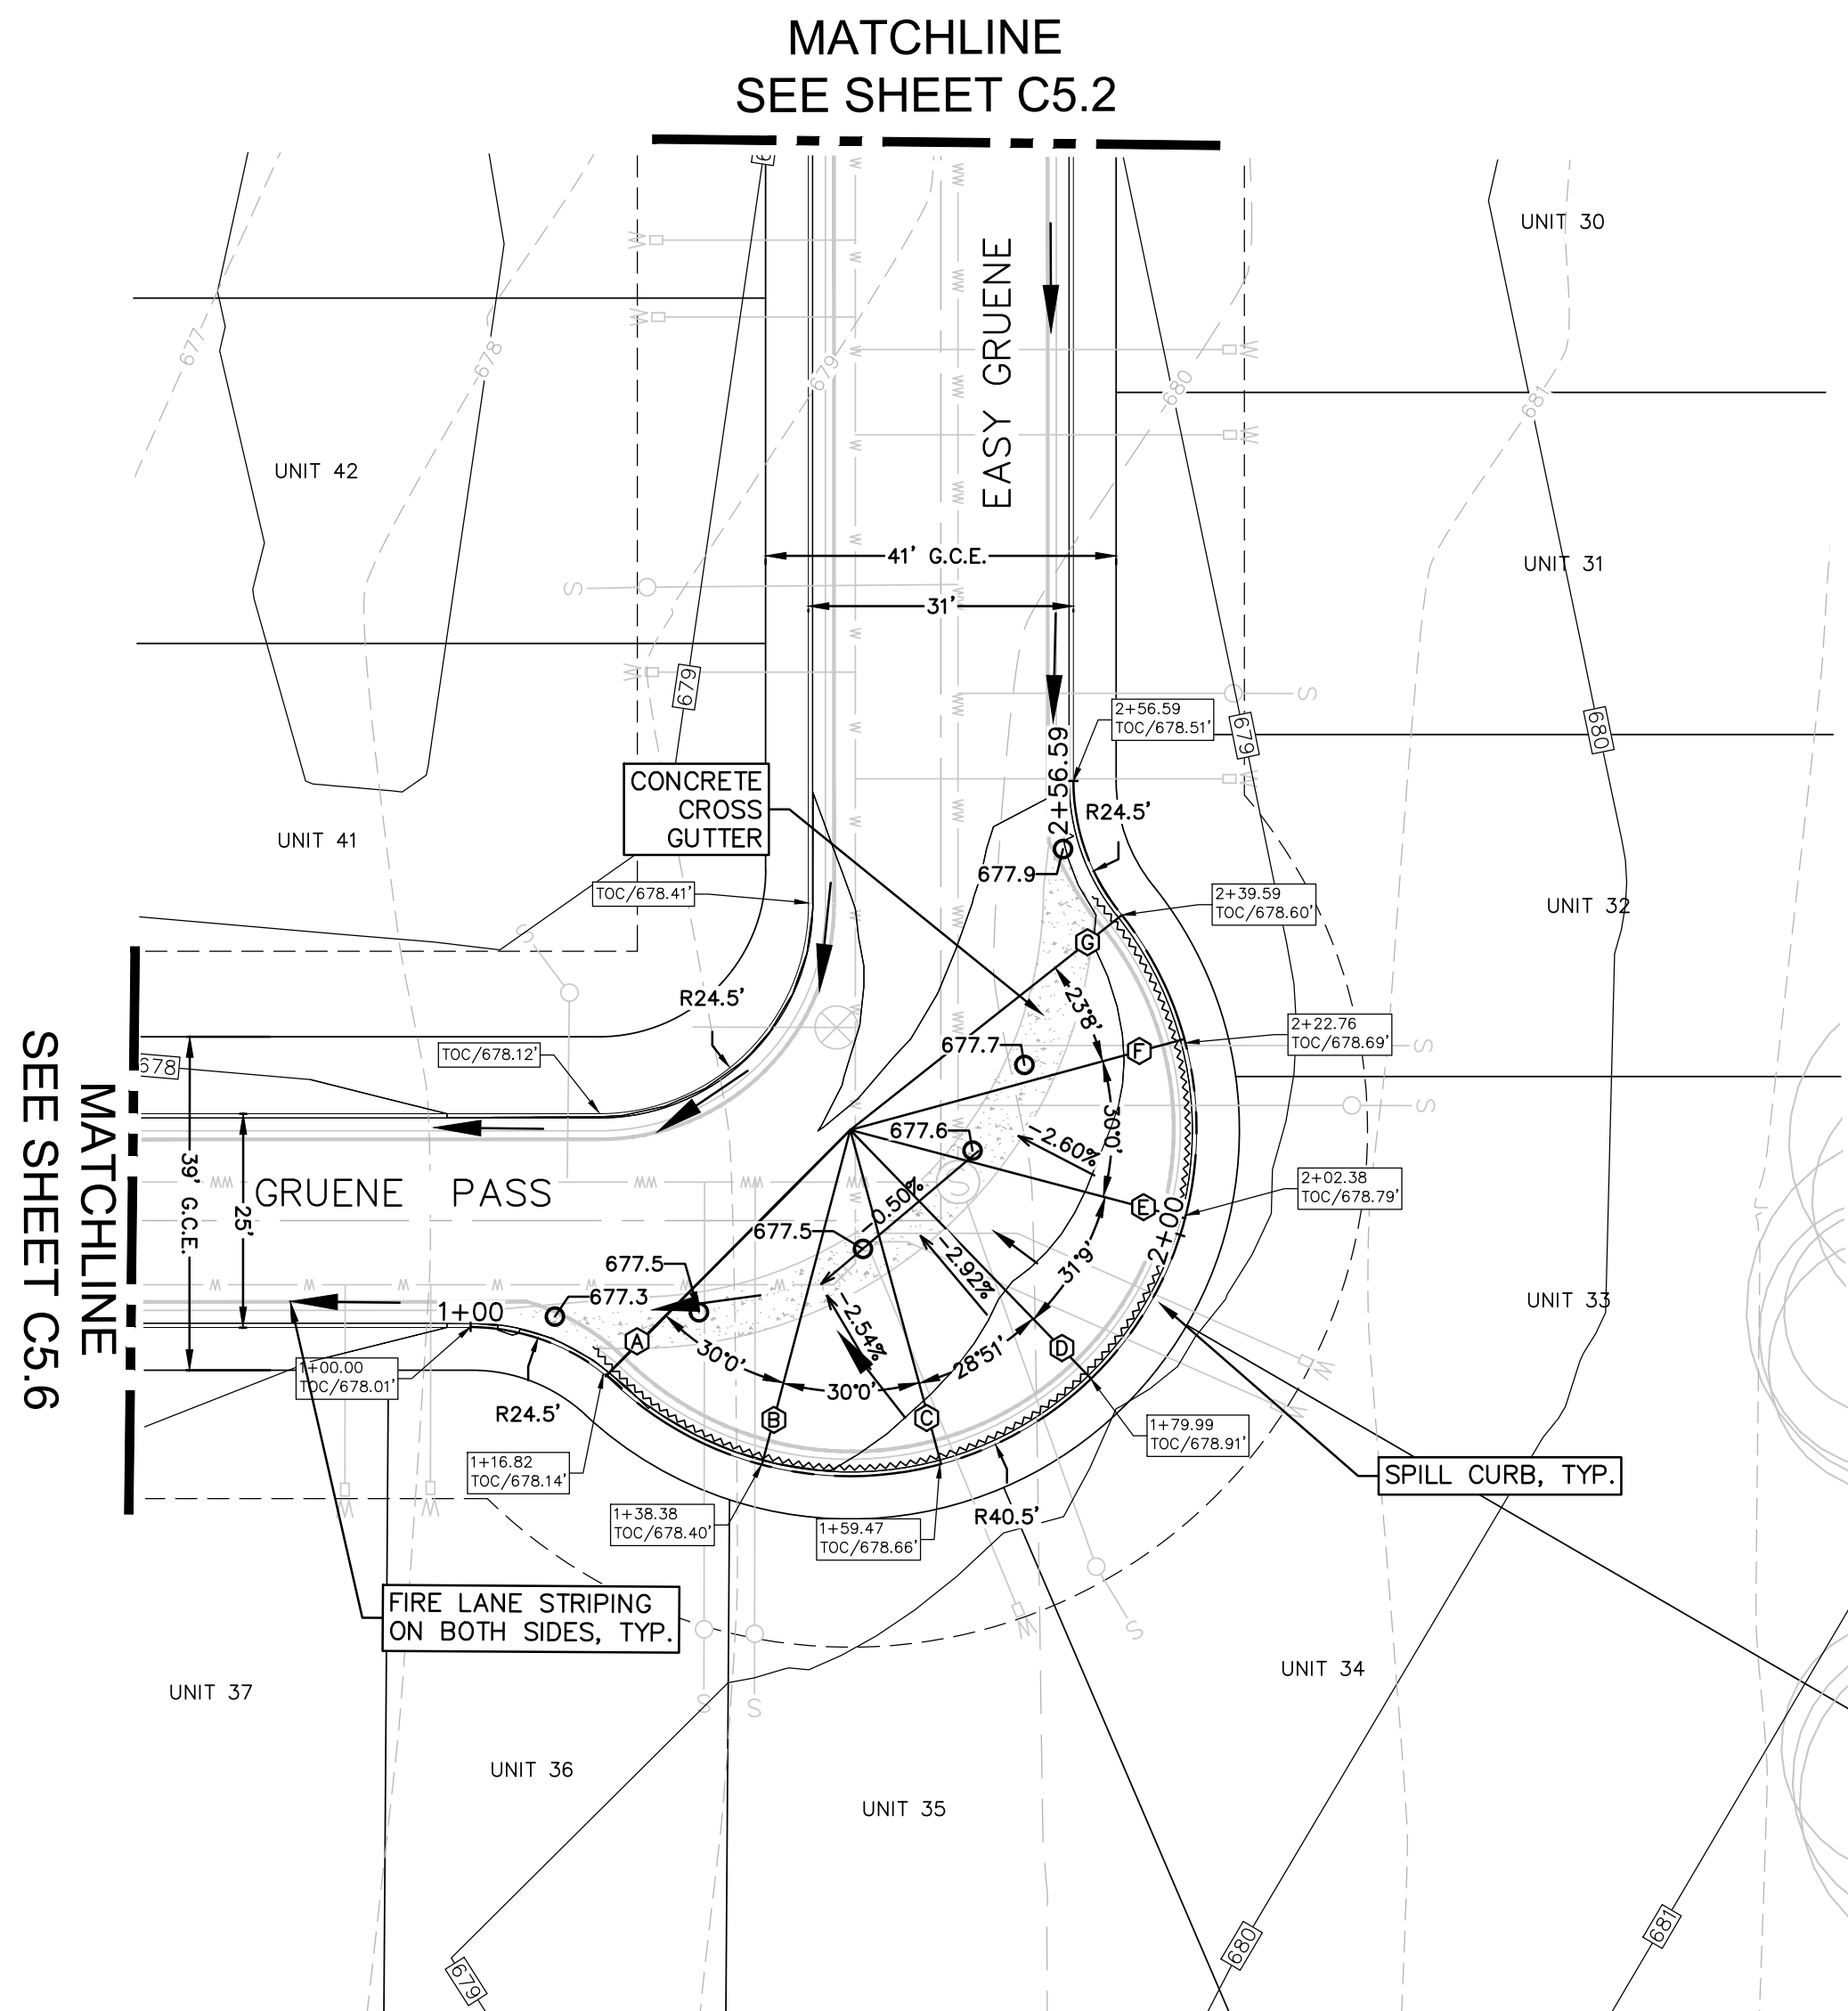 MATCHLINE
SEE SHEET C5.2
UNIT 30
677
678
679
680
681
EASY GRUENE
UNIT 42
41' G.C.E.
UNIT 31
31'
679
2+56.59
TOC/678.51'
679
680
2+56.59
R24.5'
CONCRETE
CROSS
GUTTER
UNIT 41
677.9
TOC/678.41'
2+39.59
TOC/678.60'
UNIT 32
G
R24.5'
23°8'
2+22.76
TOC/678.69'
677.7
F
TOC/678.12'
678
MATCHLINE
SEE SHEET C5.6
39' G.C.E.
25'
GRUENE PASS
677.6
-2.60%
30°0'
2+02.38
TOC/678.79'
E
2+00
-0.50%
677.5
-2.92%
31°9'
677.5
677.3
1+00
UNIT 33
A
30°0'
-2.54%
30°0'
28°51'
D
1+00.00
TOC/678.01'
R24.5'
B
C
1+79.99
TOC/678.91'
SPILL CURB, TYP.
1+16.82
TOC/678.14'
1+38.38
TOC/678.40'
1+59.47
TOC/678.66'
R40.5'
FIRE LANE STRIPING
ON BOTH SIDES, TYP.
UNIT 34
UNIT 37
UNIT 36
UNIT 35
679
680
681
W
S